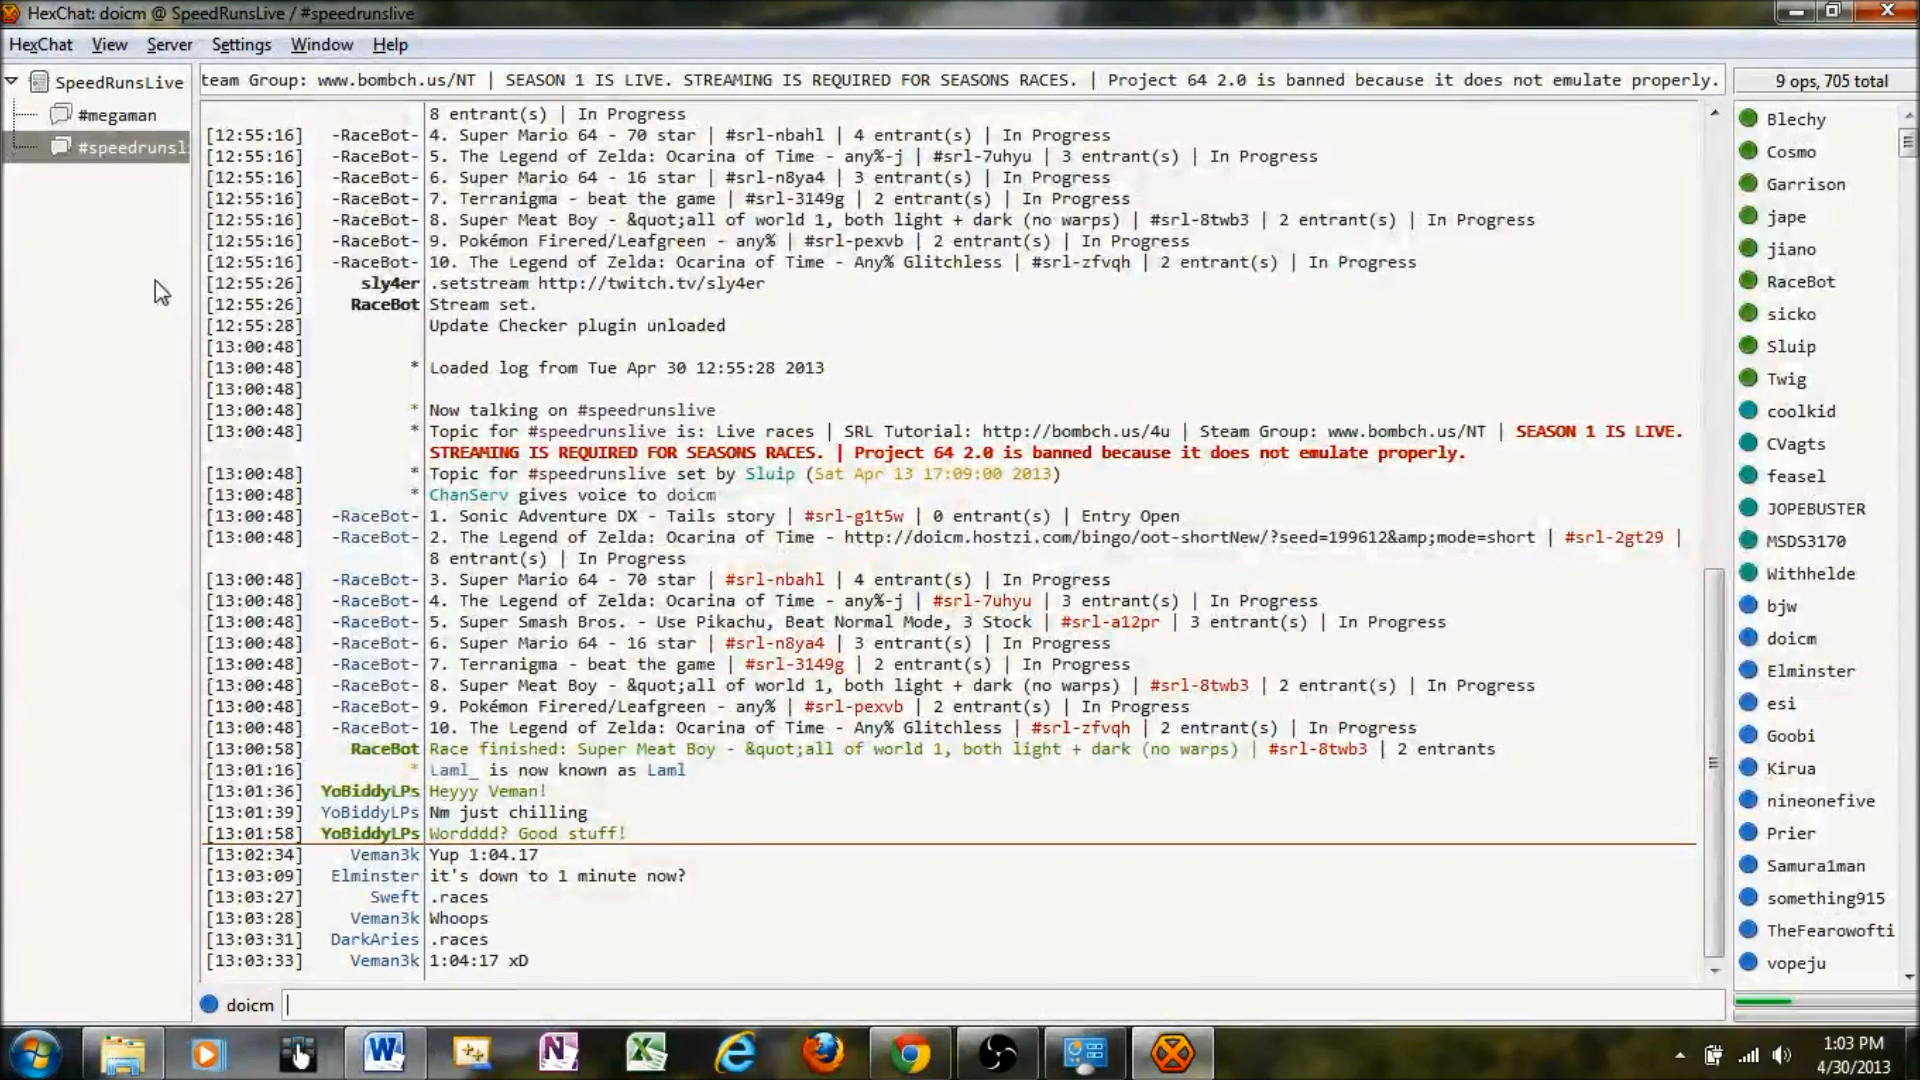 HexChat: doicm @ SpeedRunsLive / #speedrunslive
HexChat View Server Settings Window Help
SpeedRunsLive
#megaman
#speedrunsl
team Group: www.bombch.us/NT | SEASON 1 IS LIVE. STREAMING IS REQUIRED FOR SEASONS RACES. | Project 64 2.0 is banned because it does not emulate properly.
8 entrant(s) | In Progress
[12:55:16] -RaceBot- 4. Super Mario 64 - 70 star | #srl-nbahl | 4 entrant(s) | In Progress
[12:55:16] -RaceBot- 5. The Legend of Zelda: Ocarina of Time - any%-j | #srl-7uhyu | 3 entrant(s) | In Progress
[12:55:16] -RaceBot- 6. Super Mario 64 - 16 star | #srl-n8ya4 | 3 entrant(s) | In Progress
[12:55:16] -RaceBot- 7. Terranigma - beat the game | #srl-3149g | 2 entrant(s) | In Progress
[12:55:16] -RaceBot- 8. Super Meat Boy - &quot;all of world 1, both light + dark (no warps) | #srl-8twb3 | 2 entrant(s) | In Progress
[12:55:16] -RaceBot- 9. Pokémon Firered/Leafgreen - any% | #srl-pexvb | 2 entrant(s) | In Progress
[12:55:16] -RaceBot- 10. The Legend of Zelda: Ocarina of Time - Any% Glitchless | #srl-zfvqh | 2 entrant(s) | In Progress
[12:55:26] sly4er .setstream http://twitch.tv/sly4er
[12:55:26] RaceBot Stream set.
[12:55:28] Update Checker plugin unloaded
[13:00:48]
[13:00:48] * Loaded log from Tue Apr 30 12:55:28 2013
[13:00:48]
[13:00:48] * Now talking on #speedrunslive
[13:00:48] * Topic for #speedrunslive is: Live races | SRL Tutorial: http://bombch.us/4u | Steam Group: www.bombch.us/NT | SEASON 1 IS LIVE.
STREAMING IS REQUIRED FOR SEASONS RACES. | Project 64 2.0 is banned because it does not emulate properly.
[13:00:48] * Topic for #speedrunslive set by Sluip (Sat Apr 13 17:09:00 2013)
[13:00:48] * ChanServ gives voice to doicm
[13:00:48] -RaceBot- 1. Sonic Adventure DX - Tails story | #srl-g1t5w | 0 entrant(s) | Entry Open
[13:00:48] -RaceBot- 2. The Legend of Zelda: Ocarina of Time - http://doicm.hostzi.com/bingo/oot-shortNew/?seed=199612&amp;mode=short | #srl-2gt29 |
8 entrant(s) | In Progress
[13:00:48] -RaceBot- 3. Super Mario 64 - 70 star | #srl-nbahl | 4 entrant(s) | In Progress
[13:00:48] -RaceBot- 4. The Legend of Zelda: Ocarina of Time - any%-j | #srl-7uhyu | 3 entrant(s) | In Progress
[13:00:48] -RaceBot- 5. Super Smash Bros. - Use Pikachu, Beat Normal Mode, 3 Stock | #srl-a12pr | 3 entrant(s) | In Progress
[13:00:48] -RaceBot- 6. Super Mario 64 - 16 star | #srl-n8ya4 | 3 entrant(s) | In Progress
[13:00:48] -RaceBot- 7. Terranigma - beat the game | #srl-3149g | 2 entrant(s) | In Progress
[13:00:48] -RaceBot- 8. Super Meat Boy - &quot;all of world 1, both light + dark (no warps) | #srl-8twb3 | 2 entrant(s) | In Progress
[13:00:48] -RaceBot- 9. Pokémon Firered/Leafgreen - any% | #srl-pexvb | 2 entrant(s) | In Progress
[13:00:48] -RaceBot- 10. The Legend of Zelda: Ocarina of Time - Any% Glitchless | #srl-zfvqh | 2 entrant(s) | In Progress
[13:00:58] RaceBot Race finished: Super Meat Boy - &quot;all of world 1, both light + dark (no warps) | #srl-8twb3 | 2 entrants
[13:01:16] * Laml_ is now known as Laml
[13:01:36] YoBiddyLPs Heyyy Veman!
[13:01:39] YoBiddyLPs Nm just chilling
[13:01:58] YoBiddyLPs Wordddd? Good stuff!
[13:02:34] Veman3k Yup 1:04.17
[13:03:09] Elminster it's down to 1 minute now?
[13:03:27] Sweft .races
[13:03:28] Veman3k Whoops
[13:03:31] DarkAries .races
[13:03:33] Veman3k 1:04:17 xD
doicm
9 ops, 705 total
Blechy
Cosmo
Garrison
jape
jiano
RaceBot
sicko
Sluip
Twig
coolkid
CVagts
feasel
JOPEBUSTER
MSDS3170
Withhelde
bjw
doicm
Elminster
esi
Goobi
Kirua
nineonefive
Prier
Samura1man
something915
TheFearowofti
vopeju
1:03 PM
4/30/2013